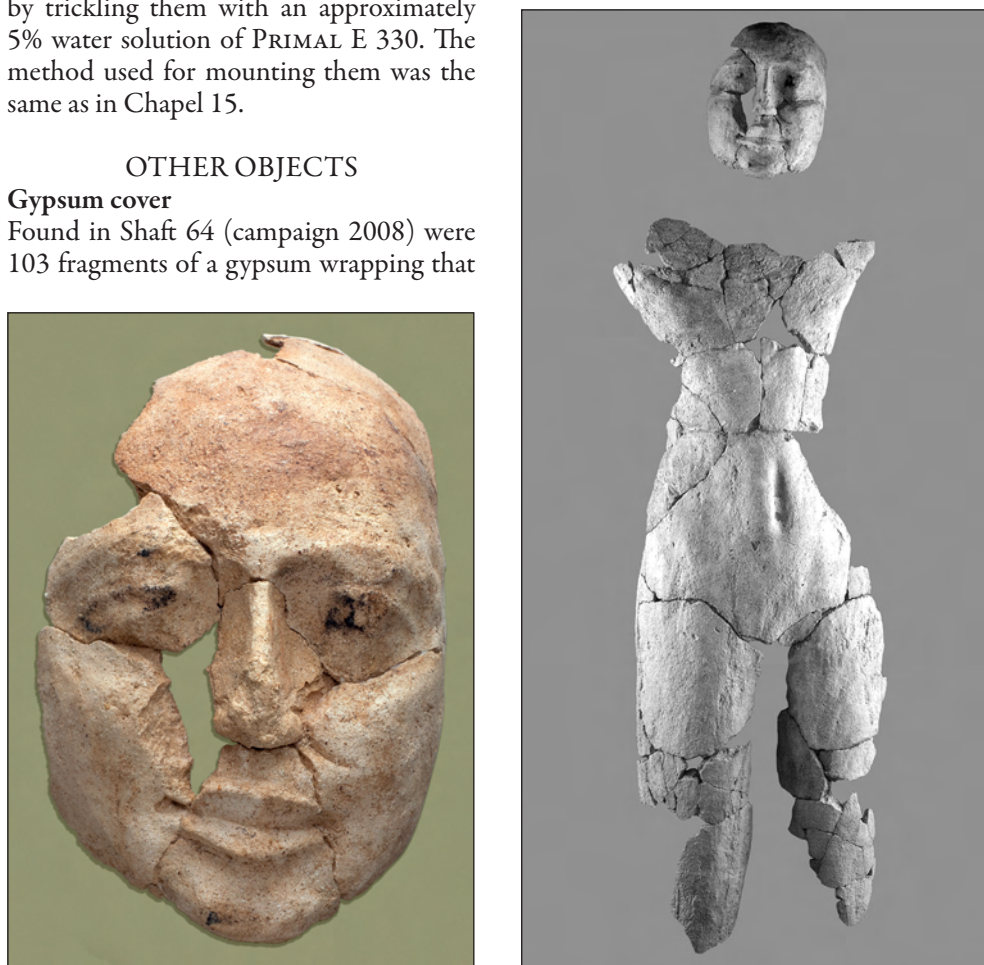 by trickling them with an approximately
5% water solution of PRIMAL E 330. The
method used for mounting them was the
same as in Chapel 15.
OTHER OBJECTS
Gypsum cover
Found in Shaft 64 (campaign 2008) were
103 fragments of a gypsum wrapping that